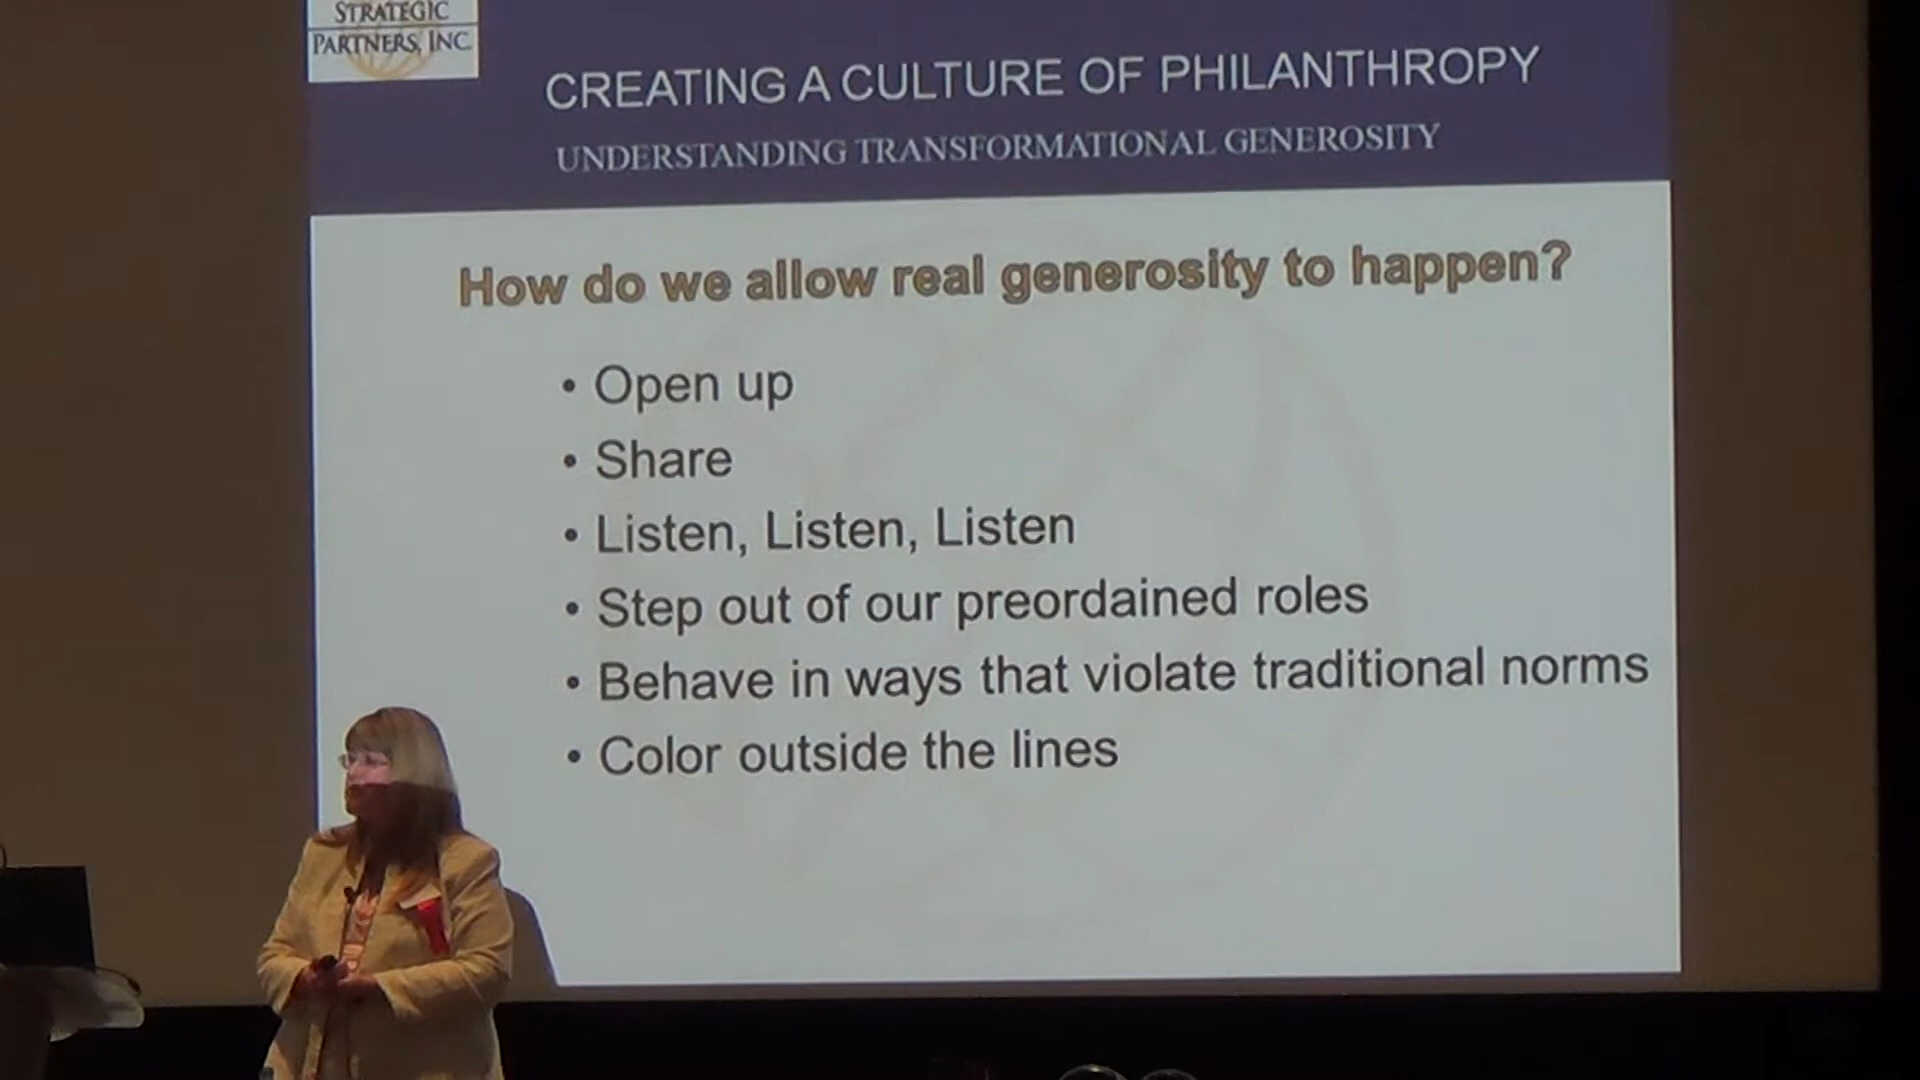 STRATEGIC
PARTNERS, INC
CREATING A CULTURE OF PHILANTHROPY
UNDERSTANDING TRANSFORMATIONAL GENEROSITY
How do we allow real generosity to happen?
• Open up
• Share
• Listen, Listen, Listen
• Step out of our preordained roles
• Behave in ways that violate traditional norms
• Color outside the lines